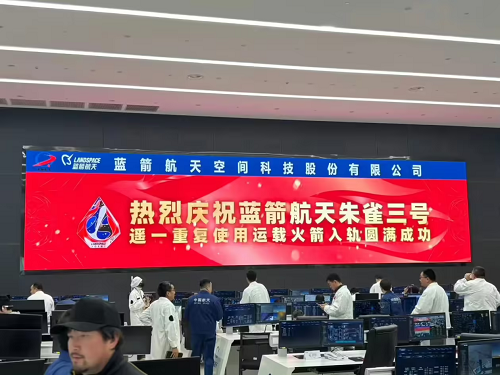 LANDSPACE
蓝箭航天
蓝箭航天空间科技股份有限公司
热烈庆祝蓝箭航天朱雀三号
遥一重复使用运载火箭入轨圆满成功